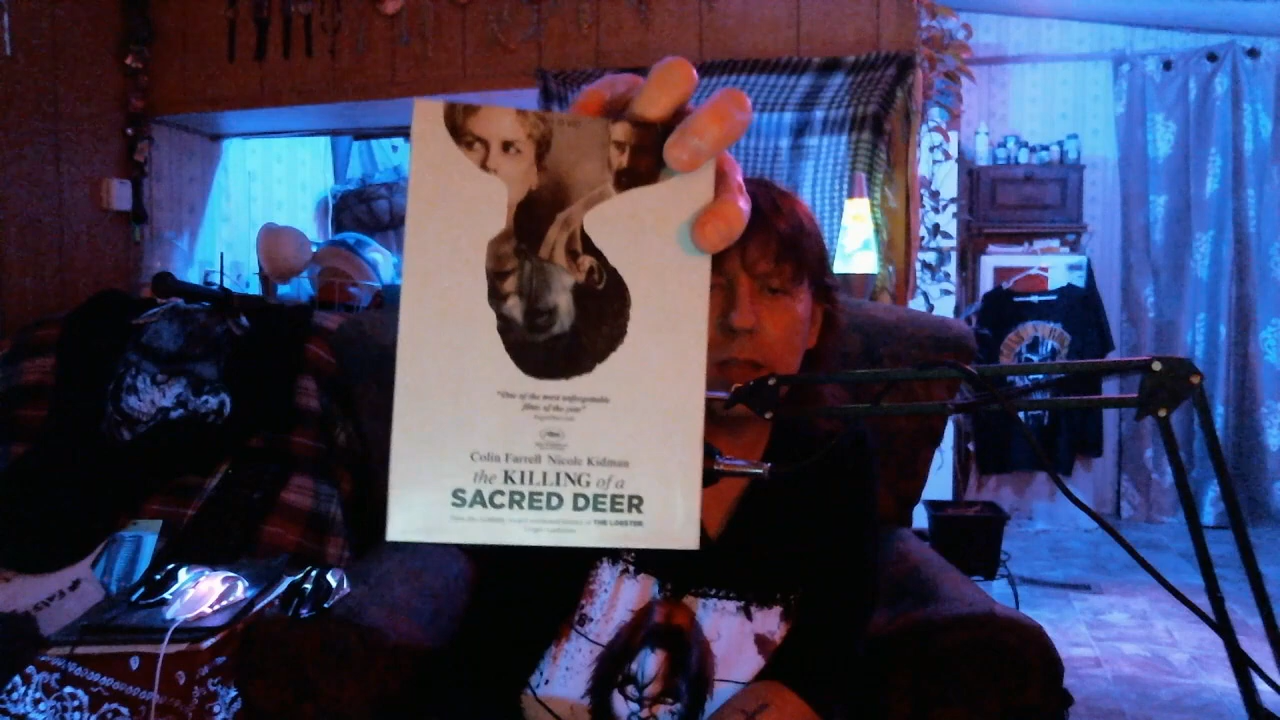 "One of the most unforgettable
films of the year"
Colin Farrell Nicole Kidman
the KILLING of a
SACRED DEER
THE LOBSTER